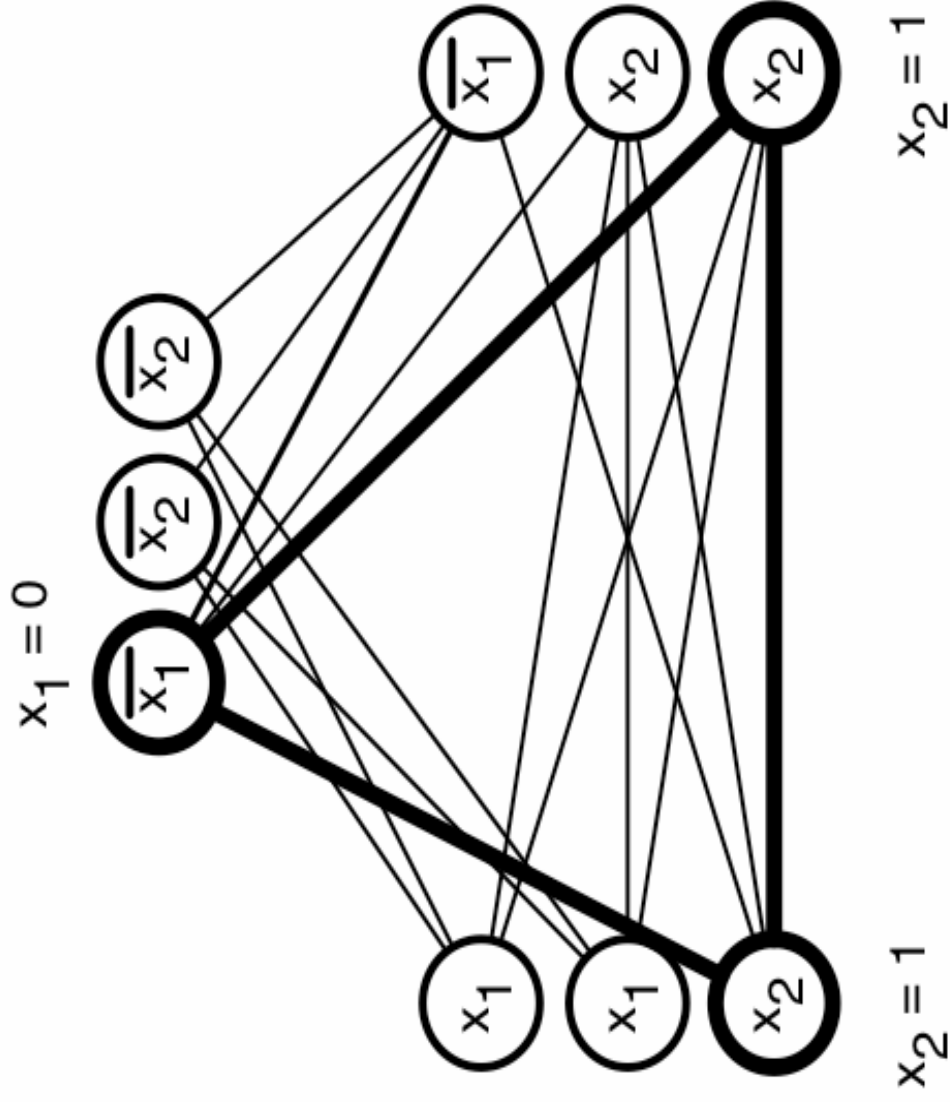 x₁ = 0
x̅₁ x̅₂ x̅₂
x₁ x̅₁
x₁ x₂
x₂ x₂
x₂ = 1 x₂ = 1